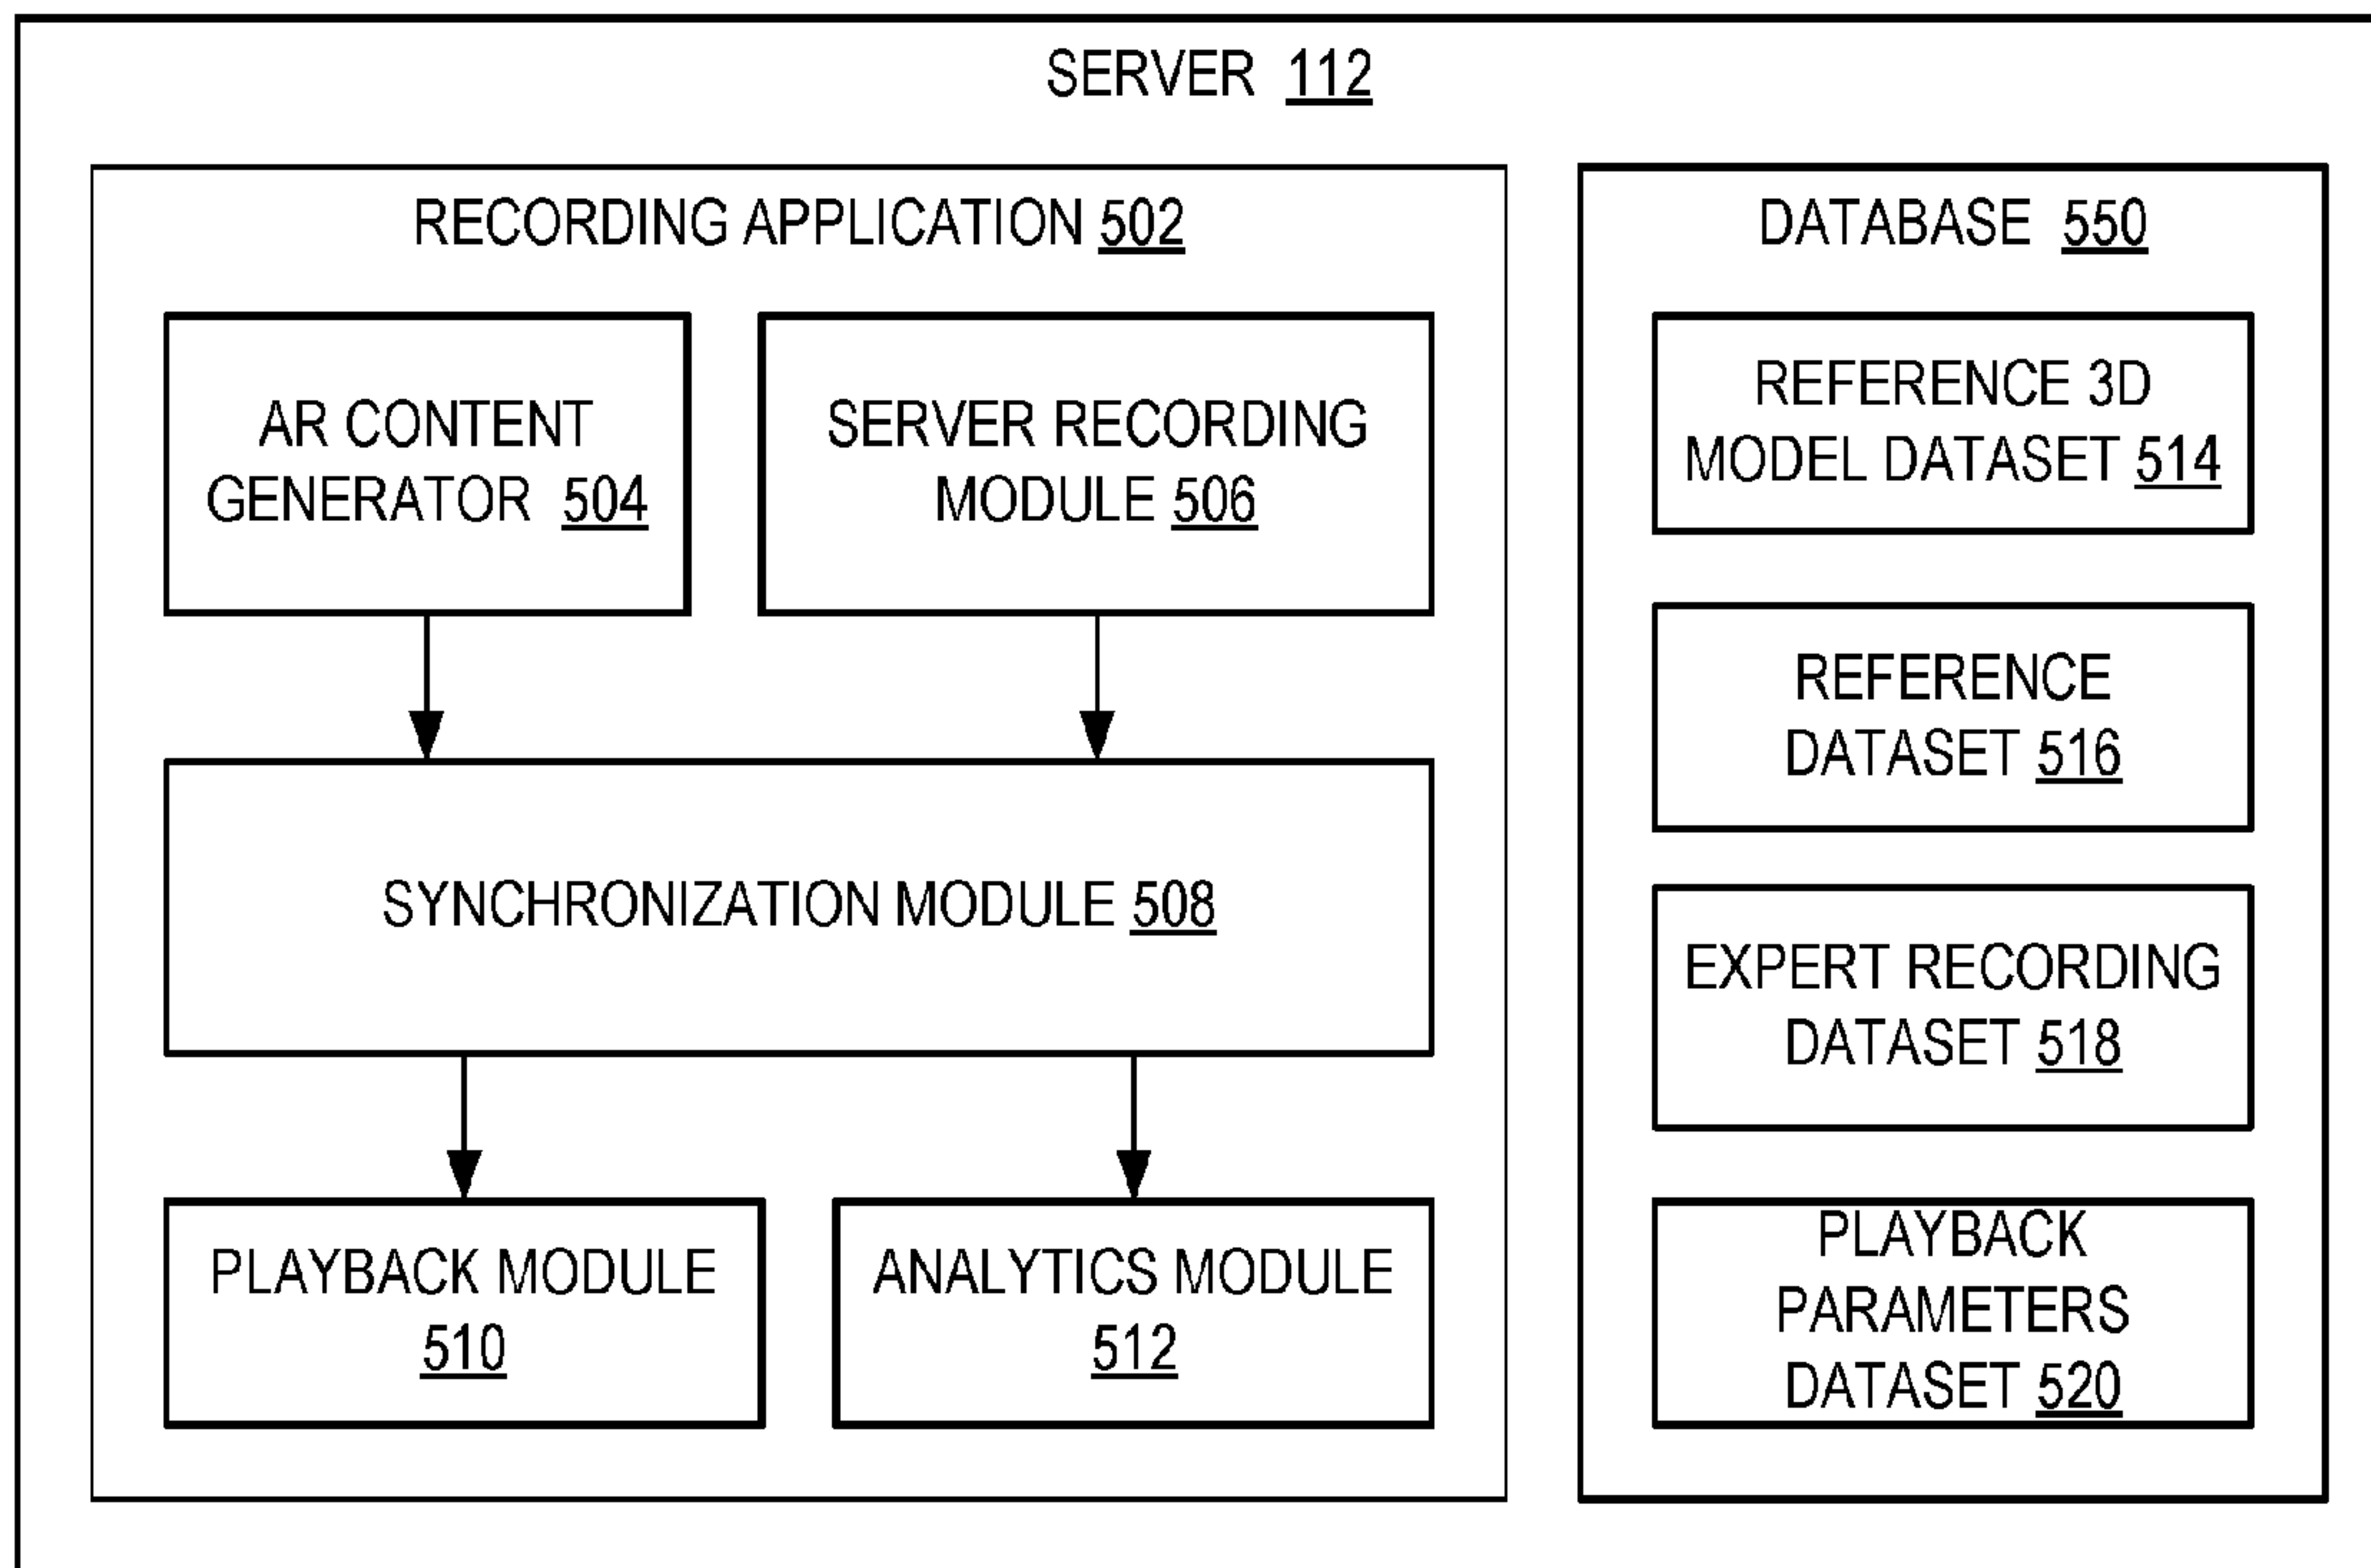 SERVER 112
RECORDING APPLICATION 502
AR CONTENT
GENERATOR 504
SERVER RECORDING
MODULE 506
SYNCHRONIZATION MODULE 508
PLAYBACK MODULE
510
ANALYTICS MODULE
512
DATABASE 550
REFERENCE 3D
MODEL DATASET 514
REFERENCE
DATASET 516
EXPERT RECORDING
DATASET 518
PLAYBACK
PARAMETERS
DATASET 520